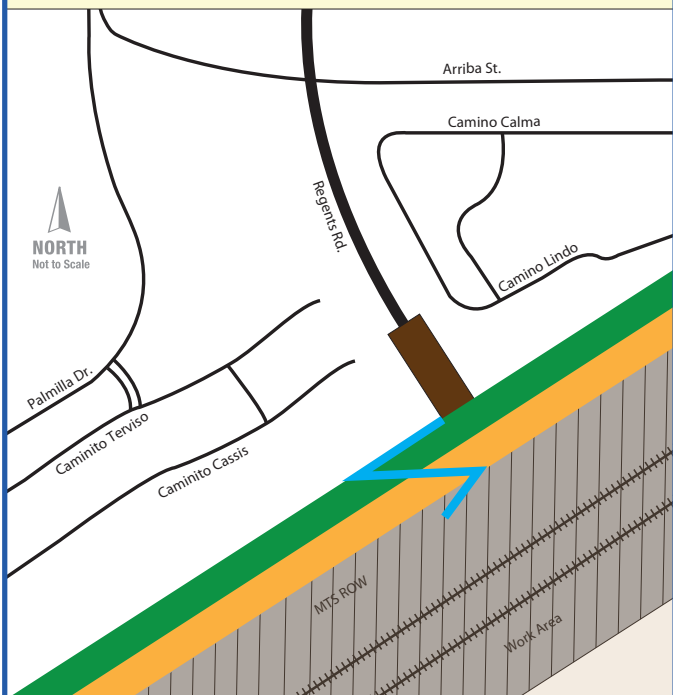 Arriba St.
Camino Calma
Regents Rd.
NORTH
Not to Scale
Camino Lindo
Palmilla Dr.
Caminito Terviso
Caminito Cassis
MTS ROW
Work Area